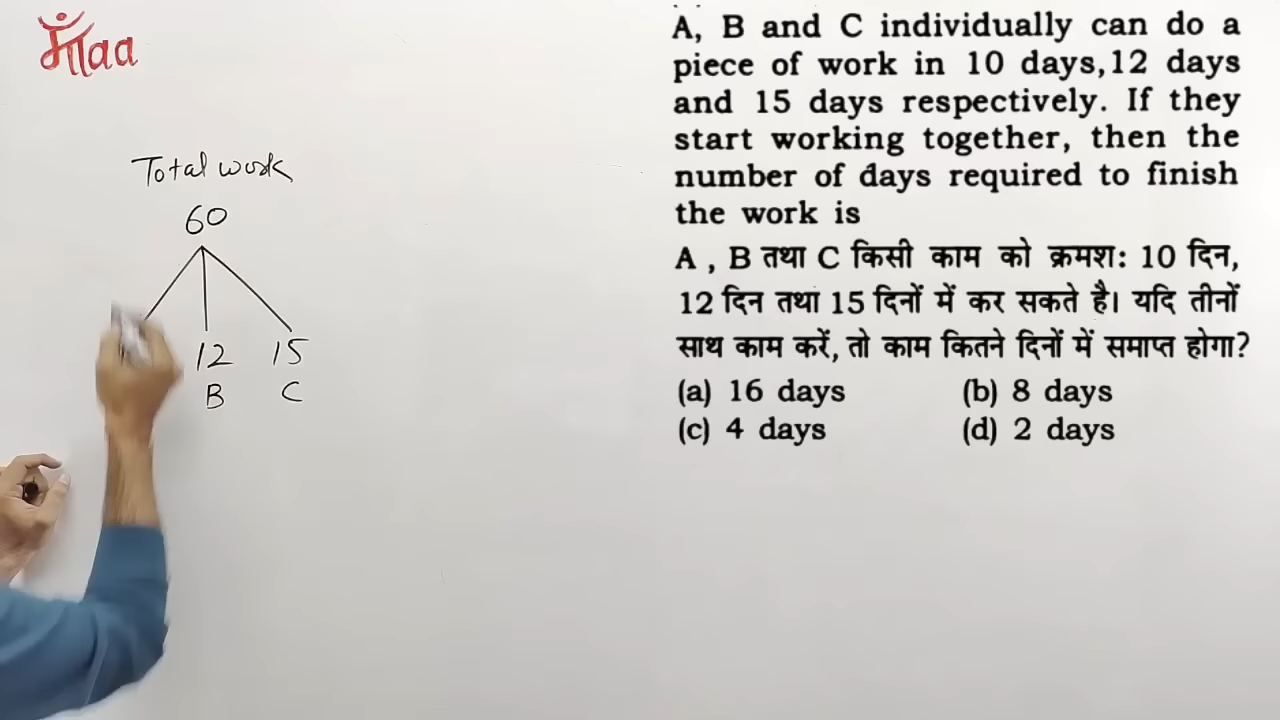 माँaa
Total work
60
12 15
B C
A, B and C individually can do a
piece of work in 10 days,12 days
and 15 days respectively. If they
start working together, then the
number of days required to finish
the work is
A , B तथा C किसी काम को क्रमश: 10 दिन,
12 दिन तथा 15 दिनों में कर सकते है। यदि तीनों
साथ काम करें, तो काम कितने दिनों में समाप्त होगा?
(a) 16 days (b) 8 days
(c) 4 days (d) 2 days